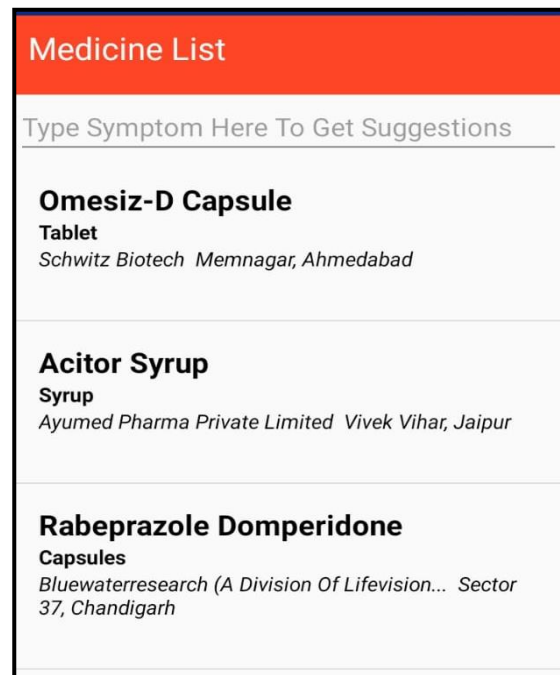 Medicine List
Type Symptom Here To Get Suggestions
Omesiz-D Capsule
Tablet
Schwitz Biotech  Memnagar, Ahmedabad
Acitor Syrup
Syrup
Ayumed Pharma Private Limited  Vivek Vihar, Jaipur
Rabeprazole Domperidone
Capsules
Bluewaterresearch (A Division Of Lifevision...  Sector
37, Chandigarh